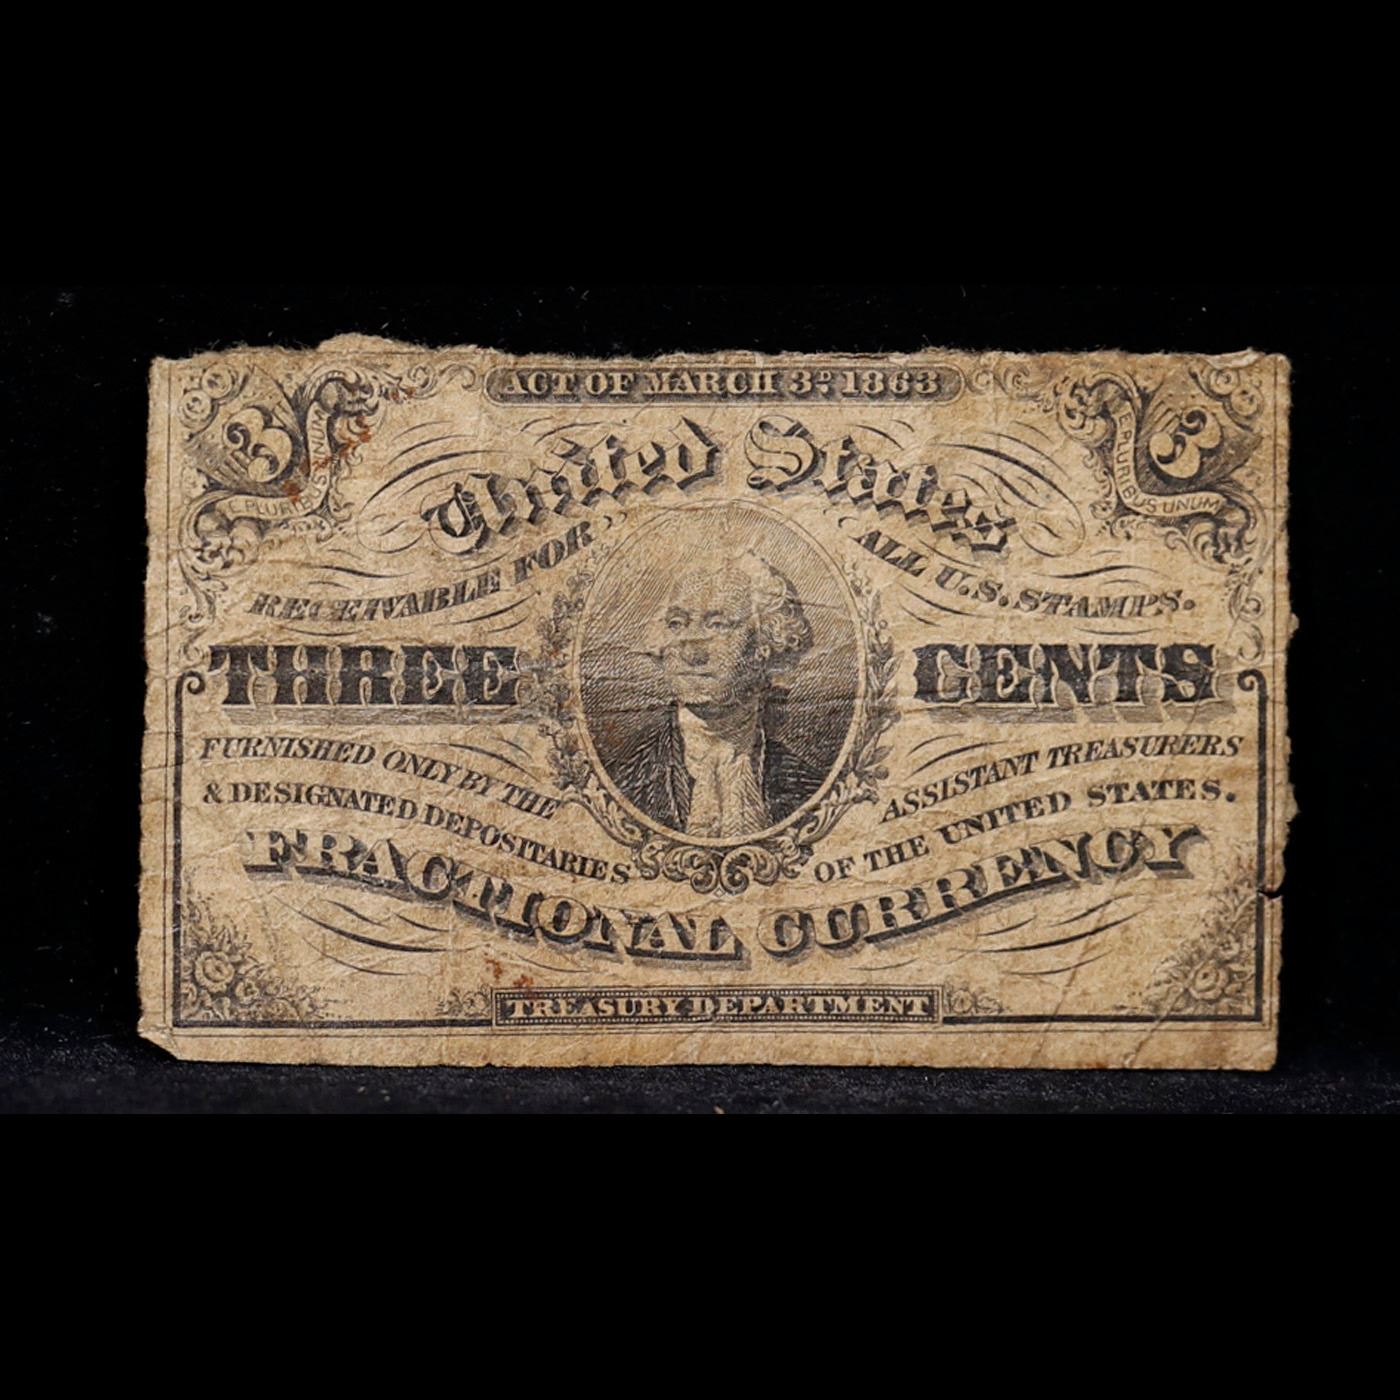 ACT OF MARCH 3D 1863
3 3
E PLURIBUS UNUM E PLURIBUS UNUM
United States
RECEIVABLE FOR ALL U.S. STAMPS.
THREE CENTS
FURNISHED ONLY BY THE ASSISTANT TREASURERS
& DESIGNATED DEPOSITARIES OF THE UNITED STATES.
FRACTIONAL CURRENCY
TREASURY DEPARTMENT